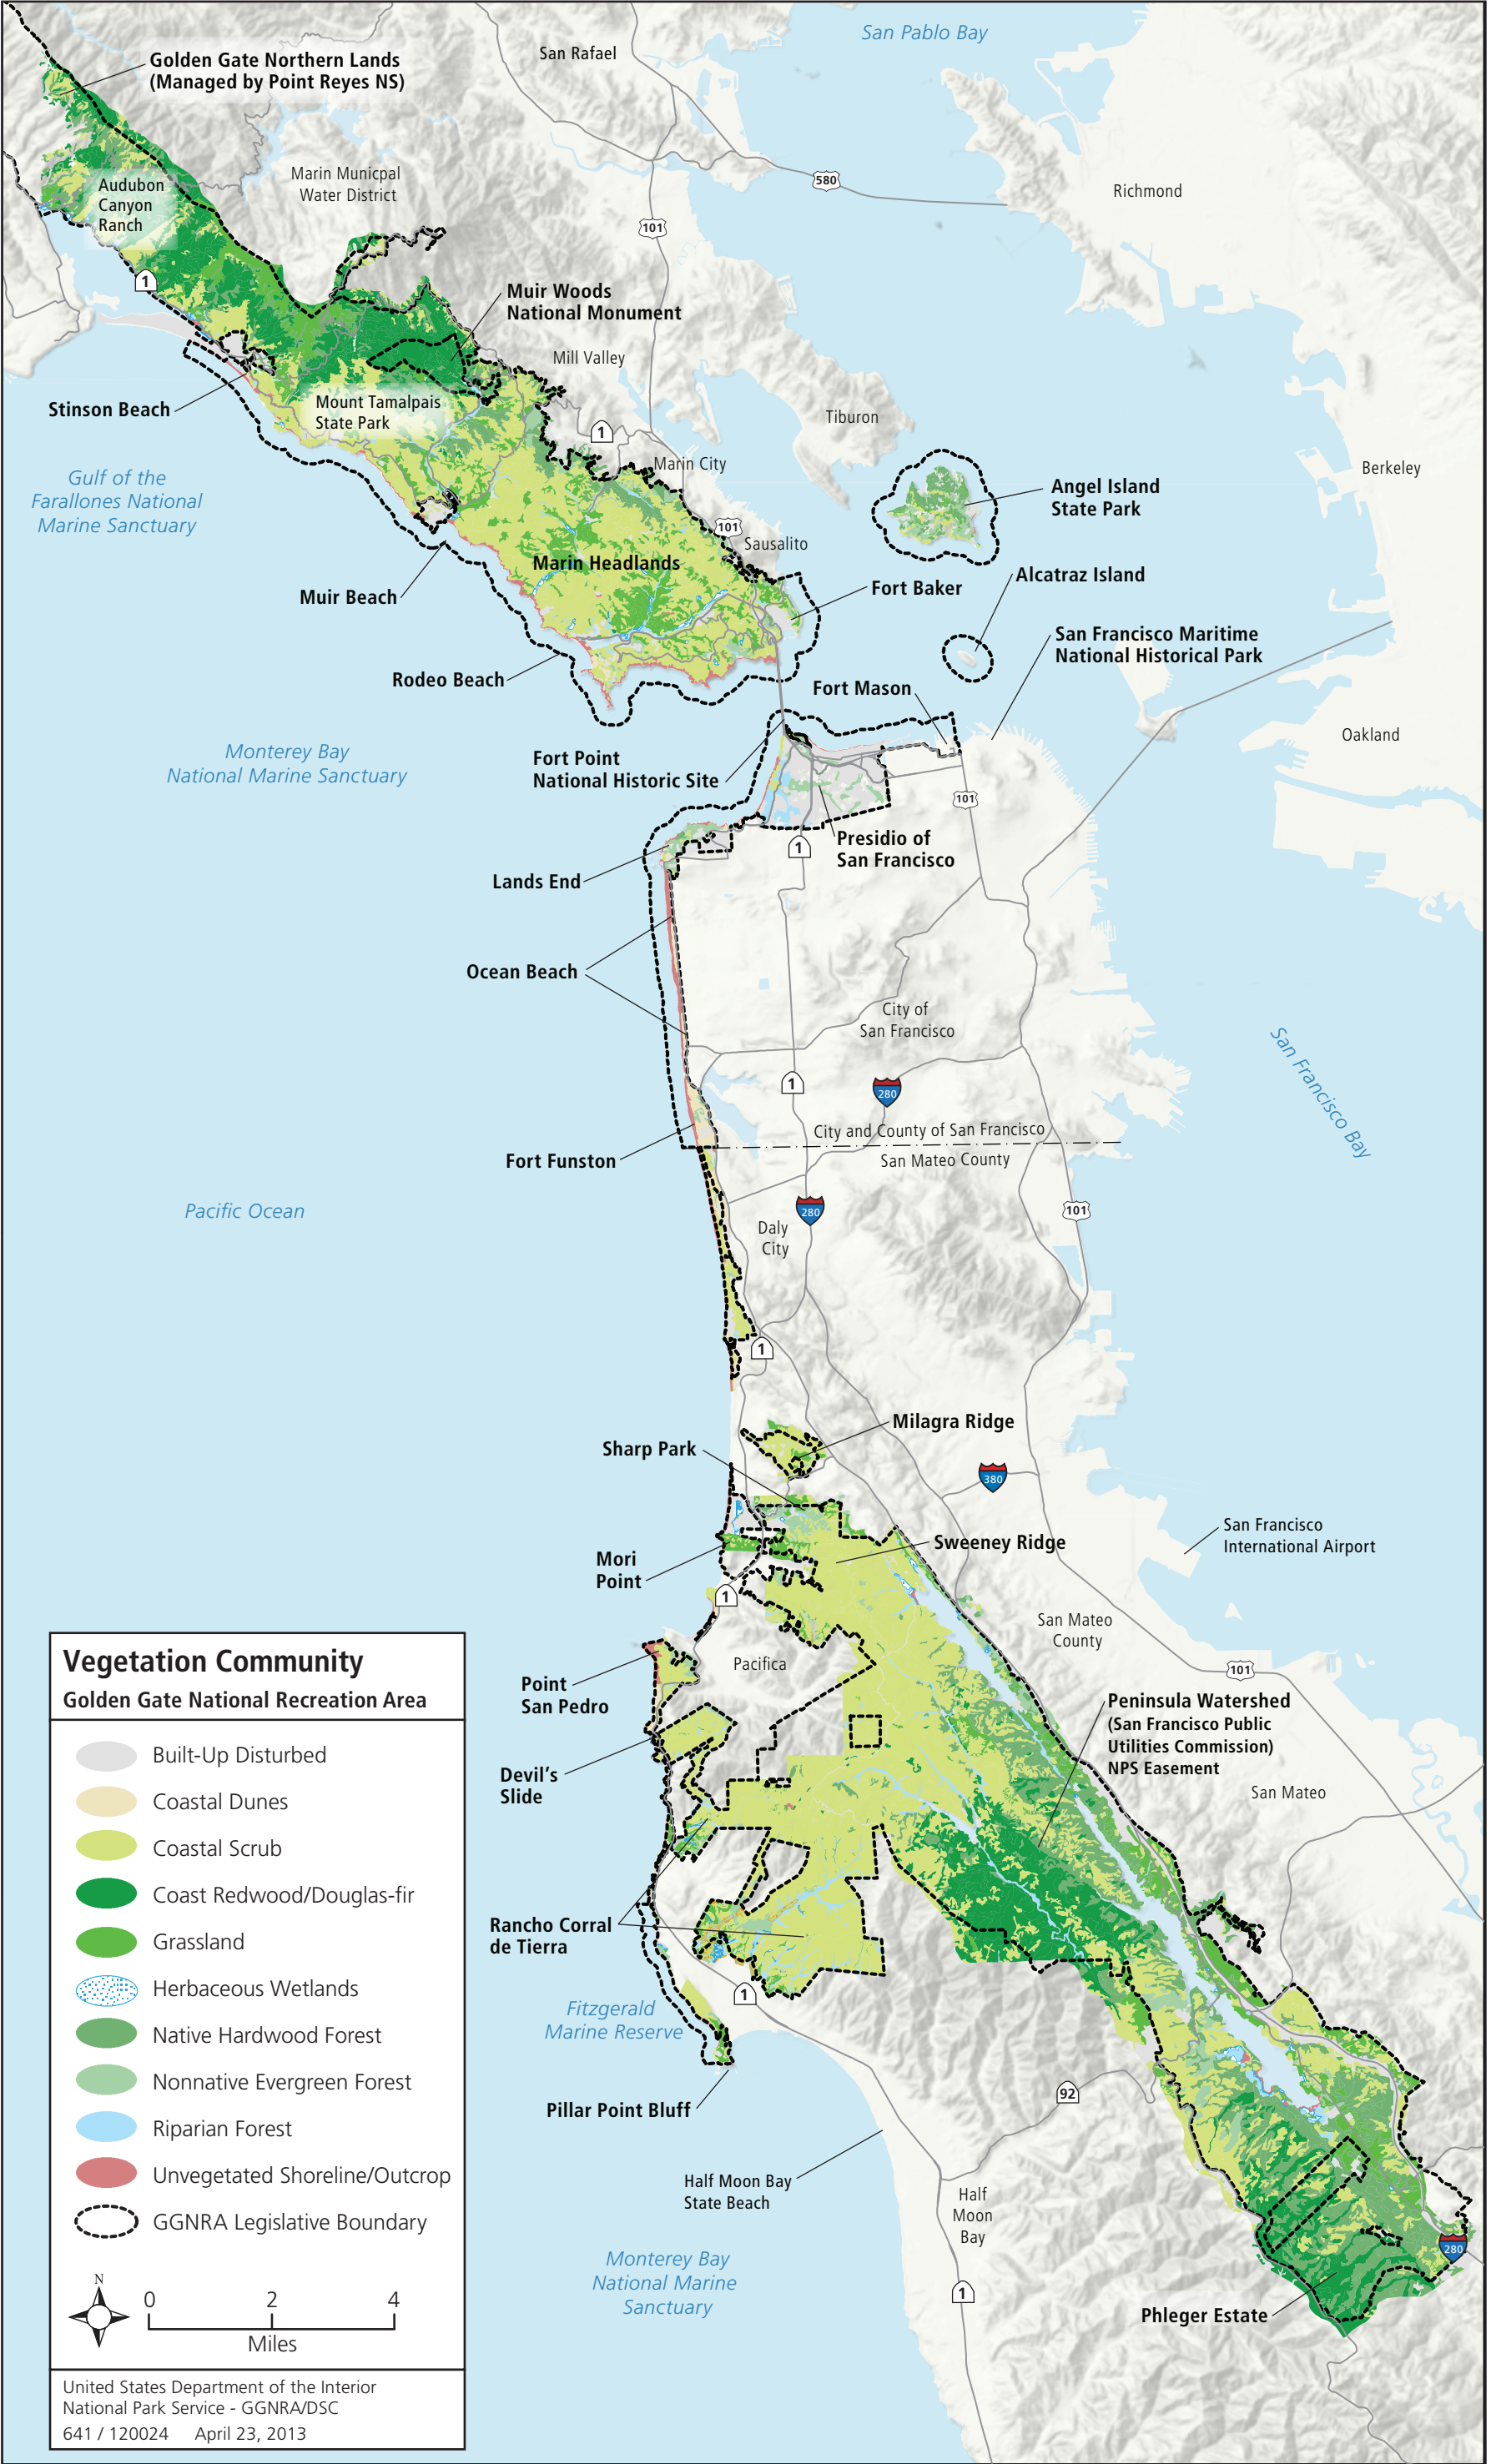 San Pablo Bay
San Rafael
Golden Gate Northern Lands
(Managed by Point Reyes NS)
Marin Municpal
Water District
580
Richmond
Audubon
Canyon
Ranch
101
1
Muir Woods
National Monument
Mill Valley
Stinson Beach
Mount Tamalpais
State Park
Tiburon
1
Marin City
Berkeley
Gulf of the
Farallones National
Marine Sanctuary
Angel Island
State Park
101
Sausalito
Marin Headlands
Alcatraz Island
Muir Beach
Fort Baker
San Francisco Maritime
National Historical Park
Rodeo Beach
Fort Mason
Oakland
Monterey Bay
National Marine Sanctuary
Fort Point
National Historic Site
101
Presidio of
San Francisco
1
Lands End
Ocean Beach
City of
San Francisco
San Francisco Bay
1
280
City and County of San Francisco
San Mateo County
Fort Funston
Pacific Ocean
280
101
Daly
City
1
Milagra Ridge
Sharp Park
380
San Francisco
International Airport
Sweeney Ridge
Mori
Point
1
San Mateo
County
Pacifica
101
Point
San Pedro
Peninsula Watershed
(San Francisco Public
Utilities Commission)
NPS Easement
Devil's
Slide
San Mateo
Rancho Corral
de Tierra
1
Fitzgerald
Marine Reserve
92
Pillar Point Bluff
Half Moon Bay
State Beach
Half
Moon
Bay
280
Monterey Bay
National Marine
Sanctuary
1
Phleger Estate
Vegetation Community
Golden Gate National Recreation Area
Built-Up Disturbed
Coastal Dunes
Coastal Scrub
Coast Redwood/Douglas-fir
Grassland
Herbaceous Wetlands
Native Hardwood Forest
Nonnative Evergreen Forest
Riparian Forest
Unvegetated Shoreline/Outcrop
GGNRA Legislative Boundary
N
0 2 4
Miles
United States Department of the Interior
National Park Service - GGNRA/DSC
641 / 120024 April 23, 2013